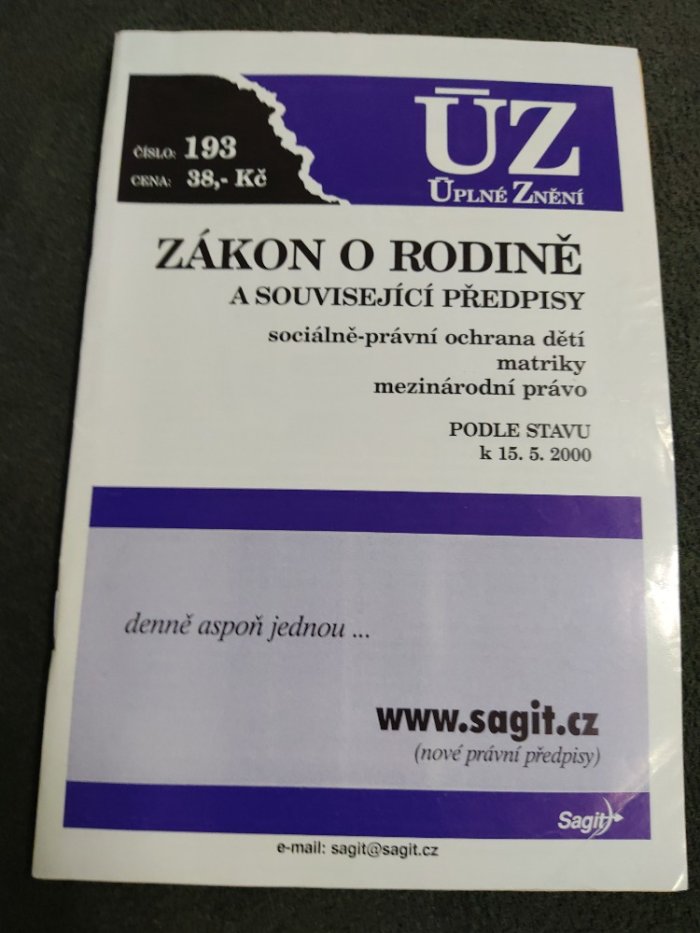 ČÍSLO: 193
CENA: 38,- Kč
ÚZ
ÚPLNÉ ZNĚNÍ
ZÁKON O RODINĚ
A SOUVISEJÍCÍ PŘEDPISY
sociálně-právní ochrana dětí
matriky
mezinárodní právo
PODLE STAVU
k 15. 5. 2000
denně aspoň jednou ...
www.sagit.cz
(nové právní předpisy)
Sagit
e-mail: sagit@sagit.cz